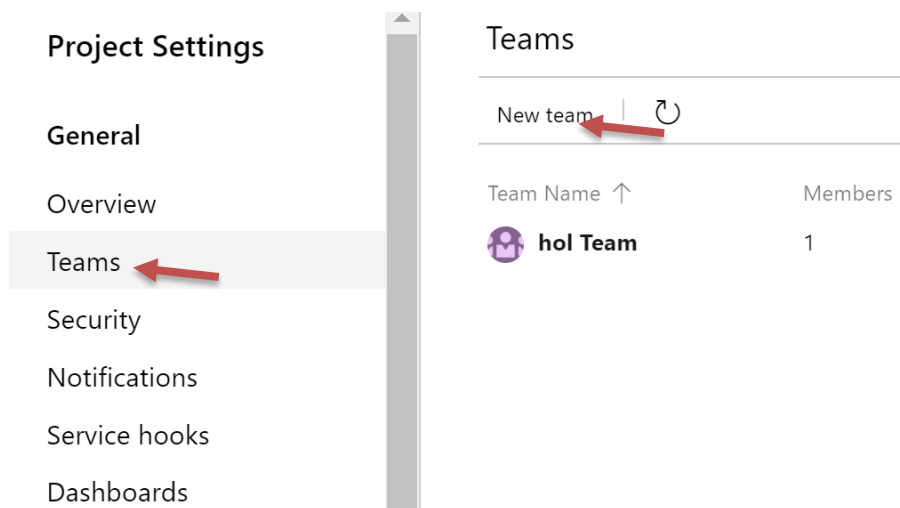 Project Settings
General
Overview
Teams
Security
Notifications
Service hooks
Dashboards
Teams
New team
Team Name
Members
hol Team
1